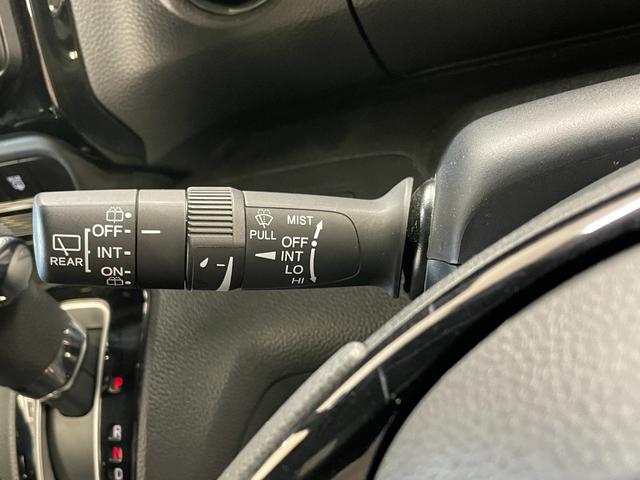 REAR
OFF
INT
ON
PULL
MIST
OFF
INT
LO
HI
P
R
N
D